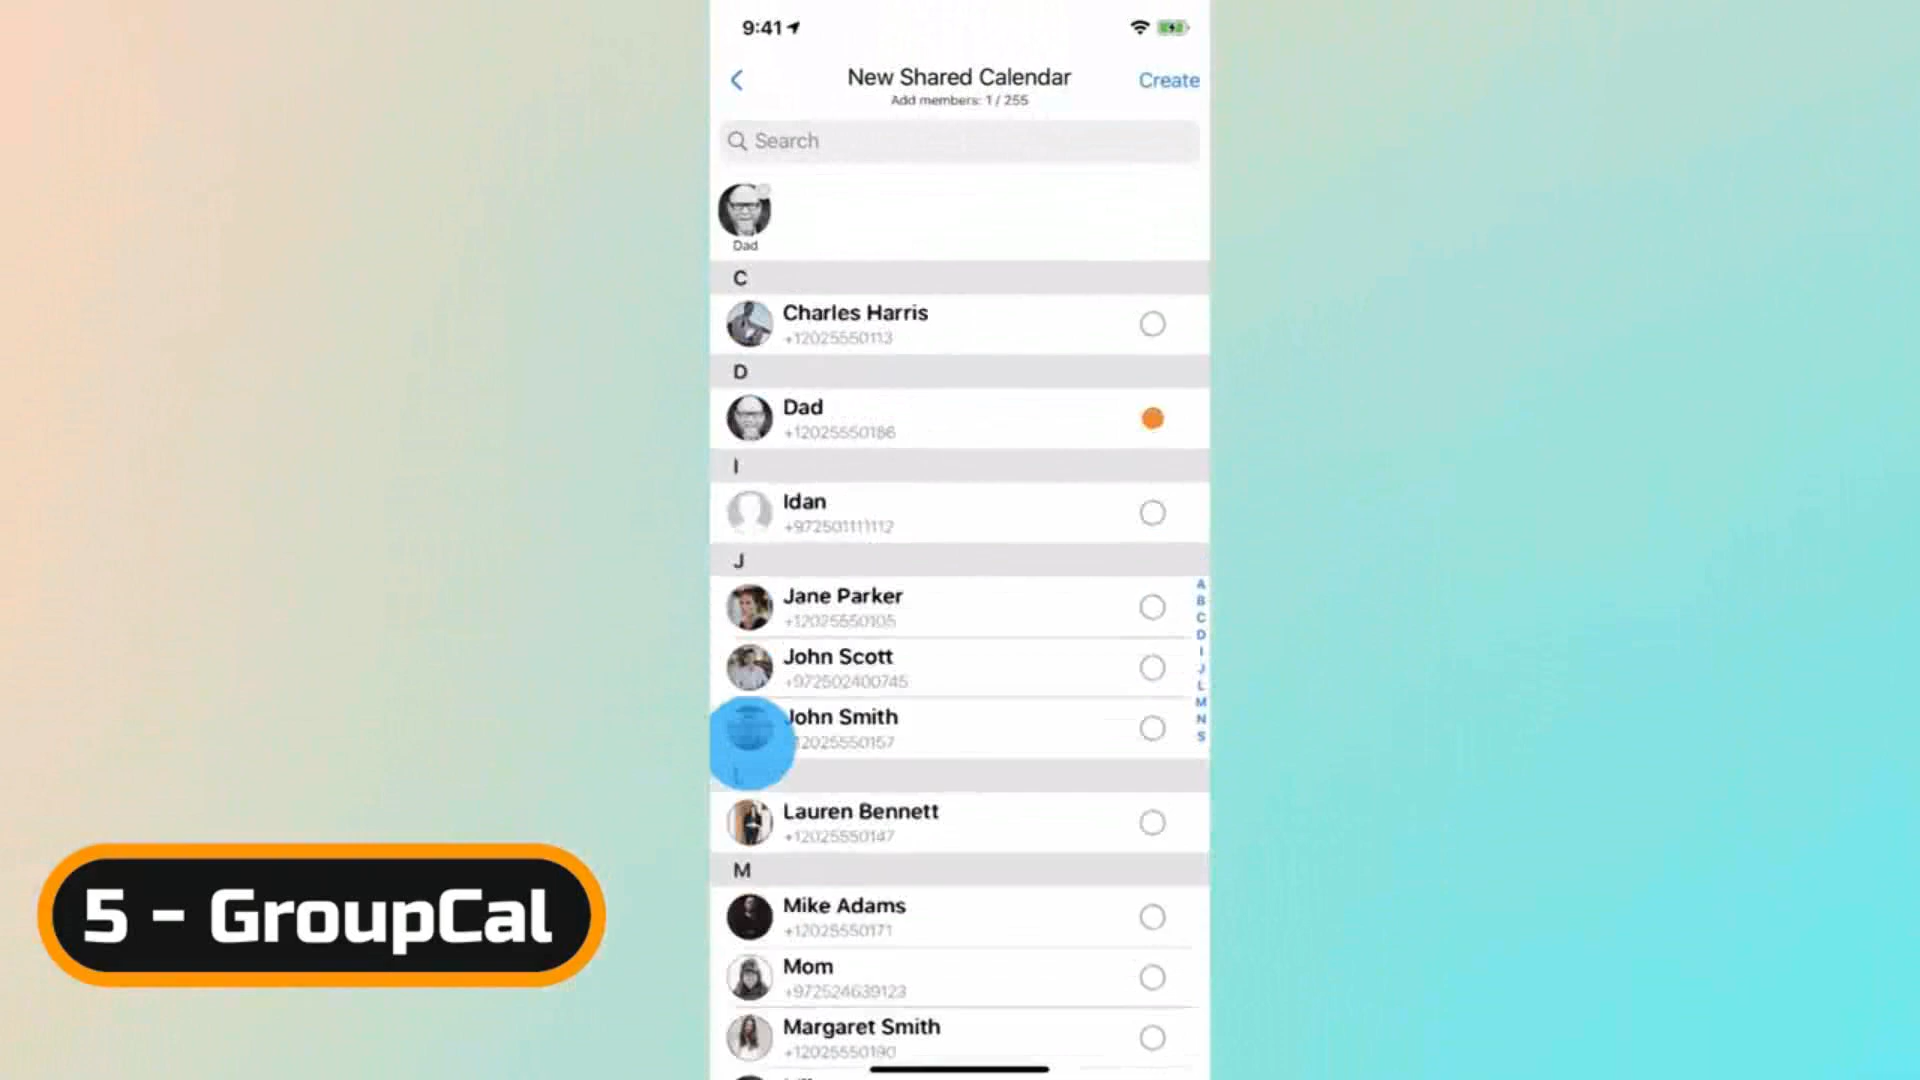 9:41
New Shared Calendar
Create
Add members: 1 / 255
Search
Dad
C
Charles Harris
+12025550113
D
Dad
+12025550186
I
Idan
+972501111112
J
Jane Parker
+12025550105
John Scott
+972502400745
John Smith
12025550157
L
Lauren Bennett
+12025550147
M
Mike Adams
+12025550171
Mom
+972524639123
Margaret Smith
+12025550190
A
B
C
D
I
J
L
M
N
S
5 - GroupCal